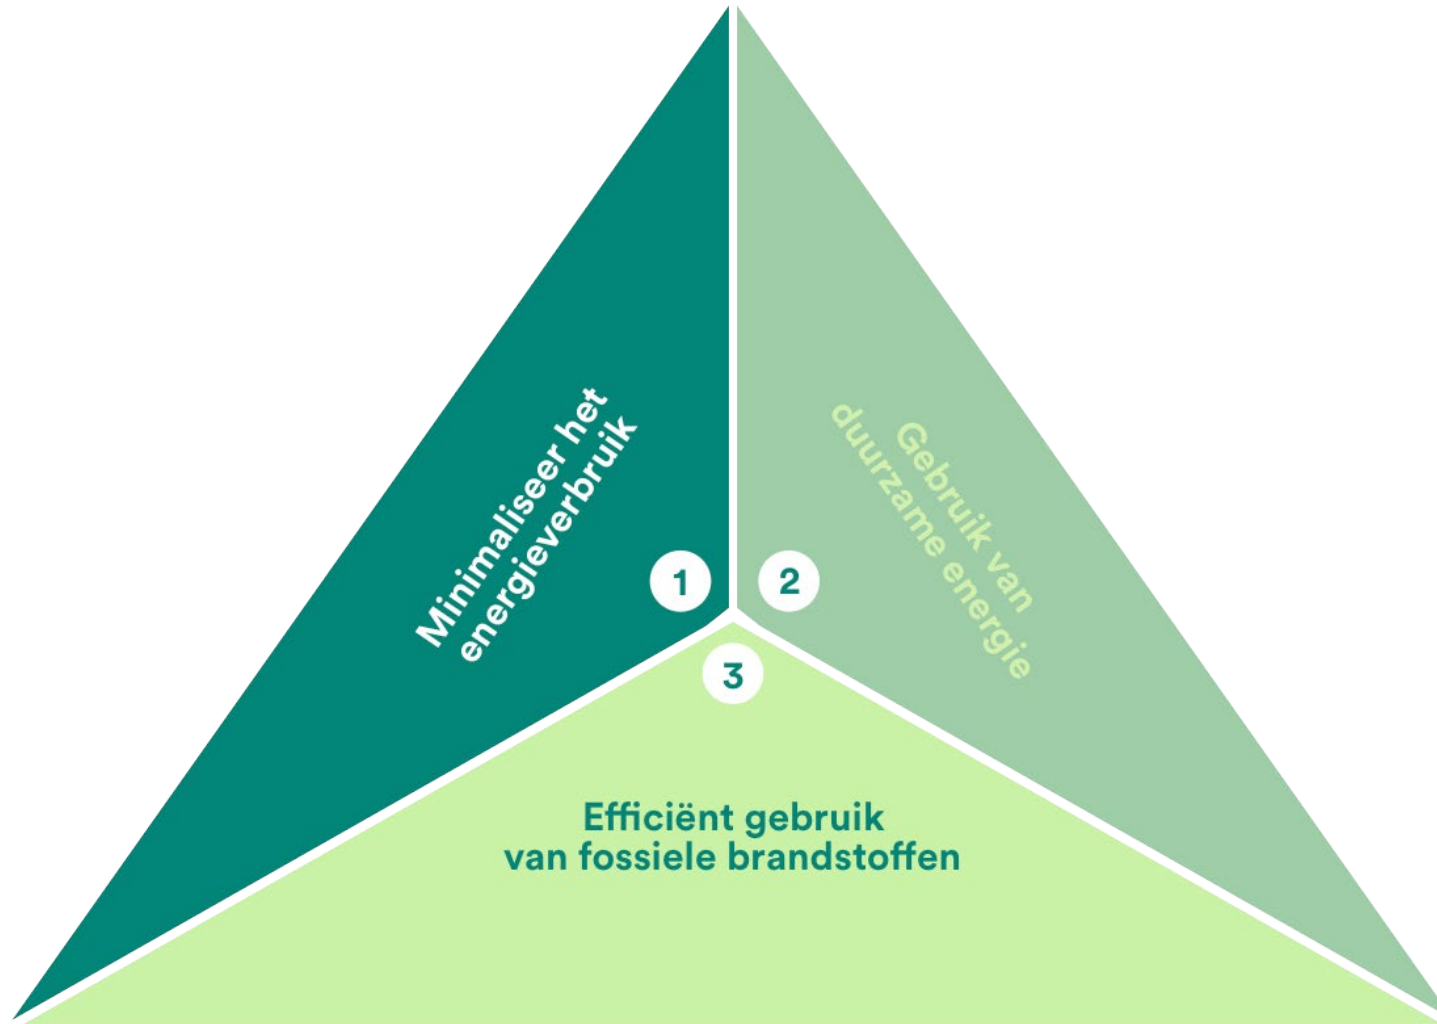 Minimaliseer het
energieverbruik
1
2
Gebruik van
duurzame energie
3
Efficiënt gebruik
van fossiele brandstoffen